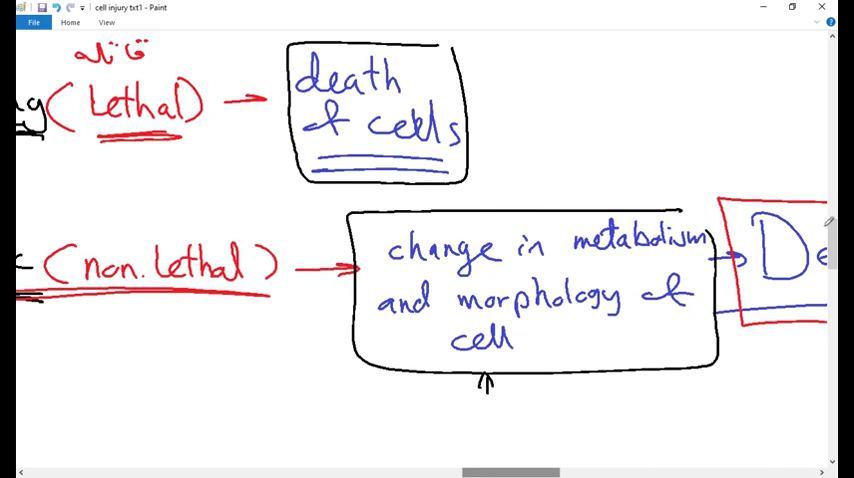 cell injury txt1 - Paint
File Home View
قاتله
(Lethal) → death
of cells
(non.Lethal) → change in metabolism → De
and morphology of
cell